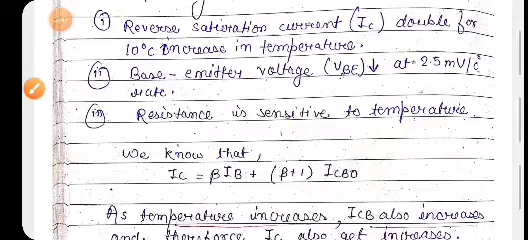 (i) Reverse saturation current (Ic) double for
10°c Increase in temperature.
(ii) Base-emitter voltage (VBE)↓ at 2.5mV/c°
rate.
(iii) Resistance is sensitive to temperature
We know that,
Ic = βIB + (β+1) ICBO
As temperature increases, ICB also increases
and therefore Ic also get increases.